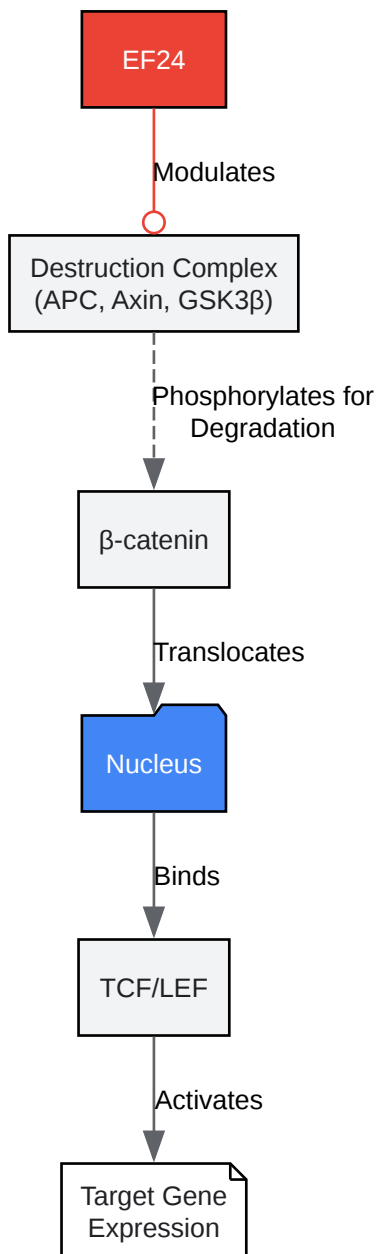 EF24
Modulates
Destruction Complex
(APC, Axin, GSK3β)
Phosphorylates for
Degradation
β-catenin
Translocates
Nucleus
Binds
TCF/LEF
Activates
Target Gene
Expression